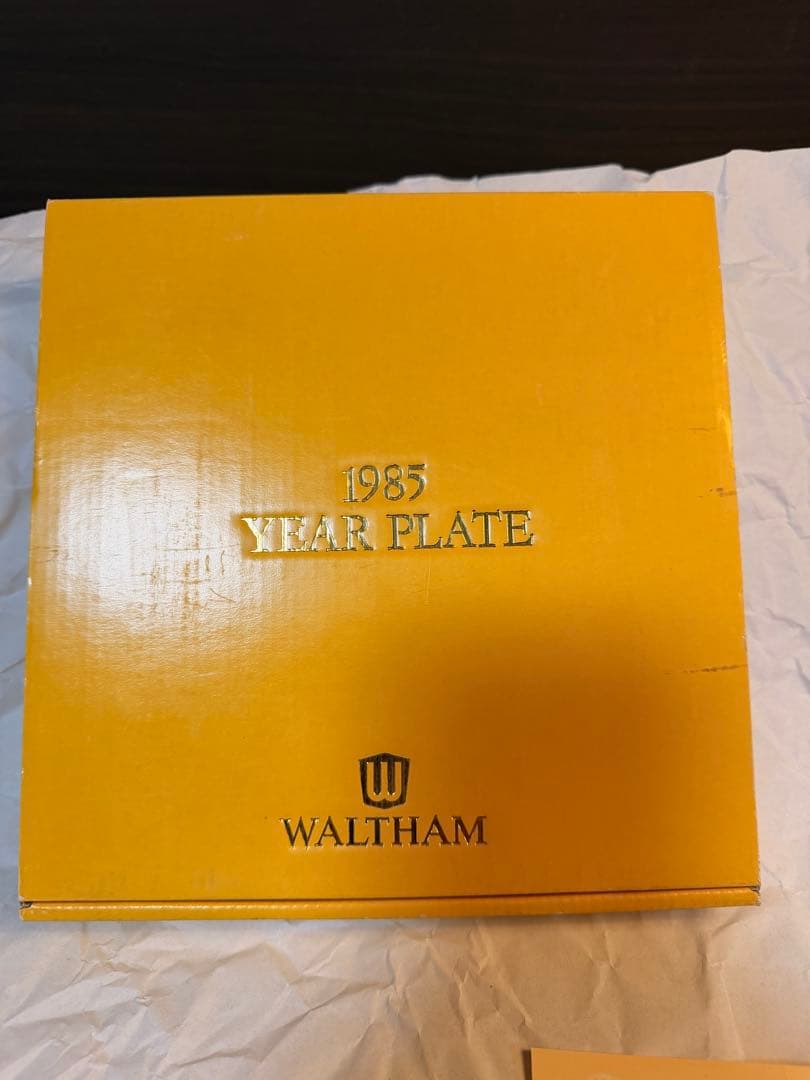 1985
YEAR PLATE
W
WALTHAM